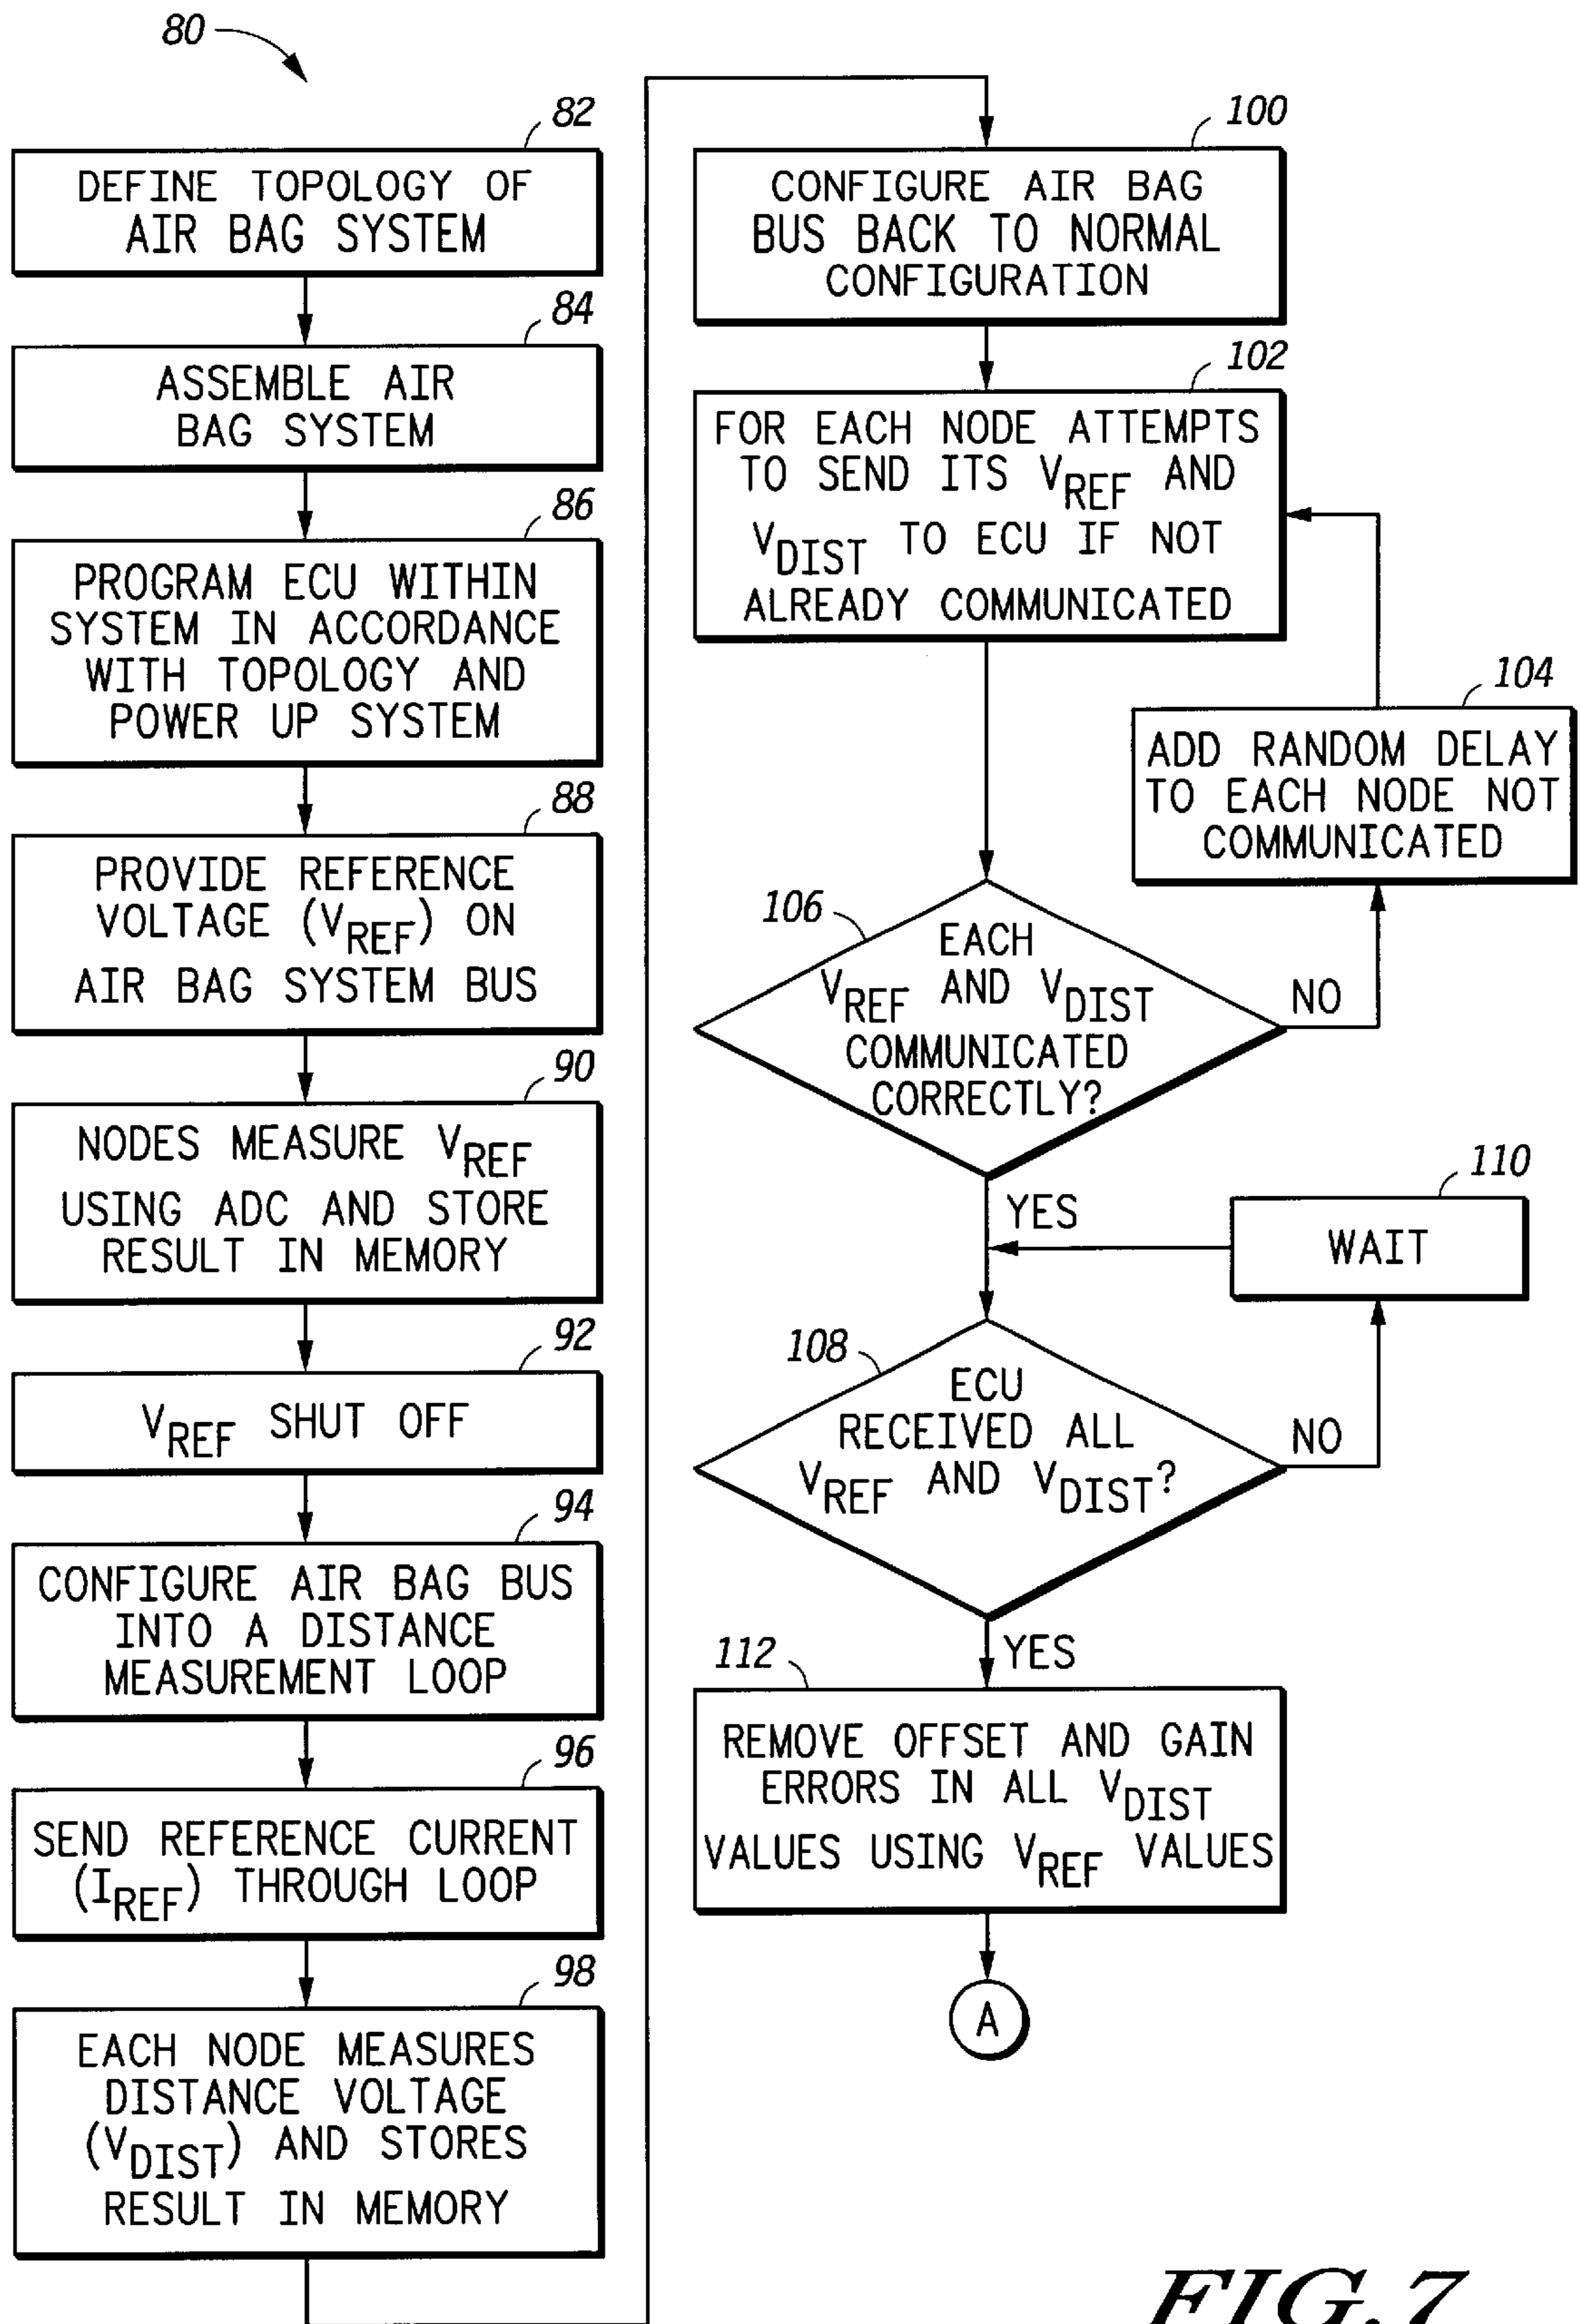 80
82
DEFINE TOPOLOGY OF
AIR BAG SYSTEM
84
ASSEMBLE AIR
BAG SYSTEM
86
PROGRAM ECU WITHIN
SYSTEM IN ACCORDANCE
WITH TOPOLOGY AND
POWER UP SYSTEM
88
PROVIDE REFERENCE
VOLTAGE (VREF) ON
AIR BAG SYSTEM BUS
90
NODES MEASURE VREF
USING ADC AND STORE
RESULT IN MEMORY
92
VREF SHUT OFF
94
CONFIGURE AIR BAG BUS
INTO A DISTANCE
MEASUREMENT LOOP
96
SEND REFERENCE CURRENT
(IREF) THROUGH LOOP
98
EACH NODE MEASURES
DISTANCE VOLTAGE
(VDIST) AND STORES
RESULT IN MEMORY
100
CONFIGURE AIR BAG
BUS BACK TO NORMAL
CONFIGURATION
102
FOR EACH NODE ATTEMPTS
TO SEND ITS VREF AND
VDIST TO ECU IF NOT
ALREADY COMMUNICATED
104
ADD RANDOM DELAY
TO EACH NODE NOT
COMMUNICATED
106
EACH
VREF AND VDIST
COMMUNICATED
CORRECTLY?
NO
YES
110
WAIT
108
ECU
RECEIVED ALL
VREF AND VDIST?
NO
YES
112
REMOVE OFFSET AND GAIN
ERRORS IN ALL VDIST
VALUES USING VREF VALUES
A
FIG.7